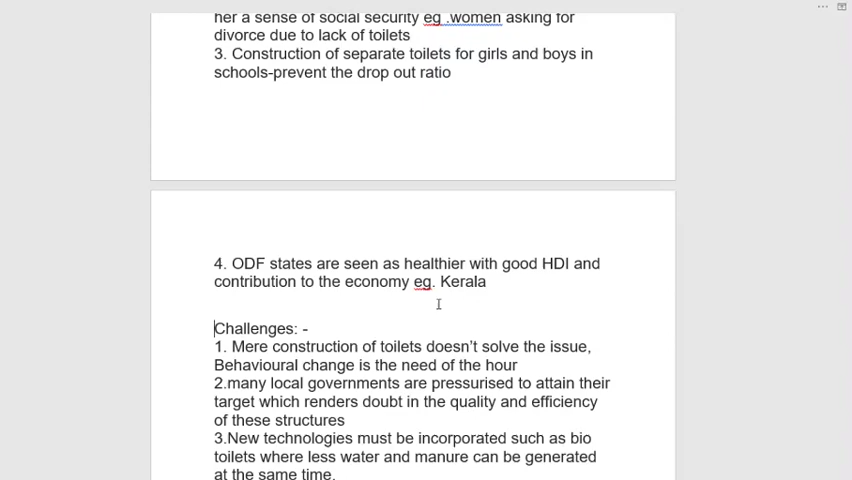 her a sense of social security eg .women asking for
divorce due to lack of toilets
3. Construction of separate toilets for girls and boys in
schools-prevent the drop out ratio
4. ODF states are seen as healthier with good HDI and
contribution to the economy eg. Kerala
Challenges: -
1. Mere construction of toilets doesn’t solve the issue,
Behavioural change is the need of the hour
2.many local governments are pressurised to attain their
target which renders doubt in the quality and efficiency
of these structures
3.New technologies must be incorporated such as bio
toilets where less water and manure can be generated
at the same time.